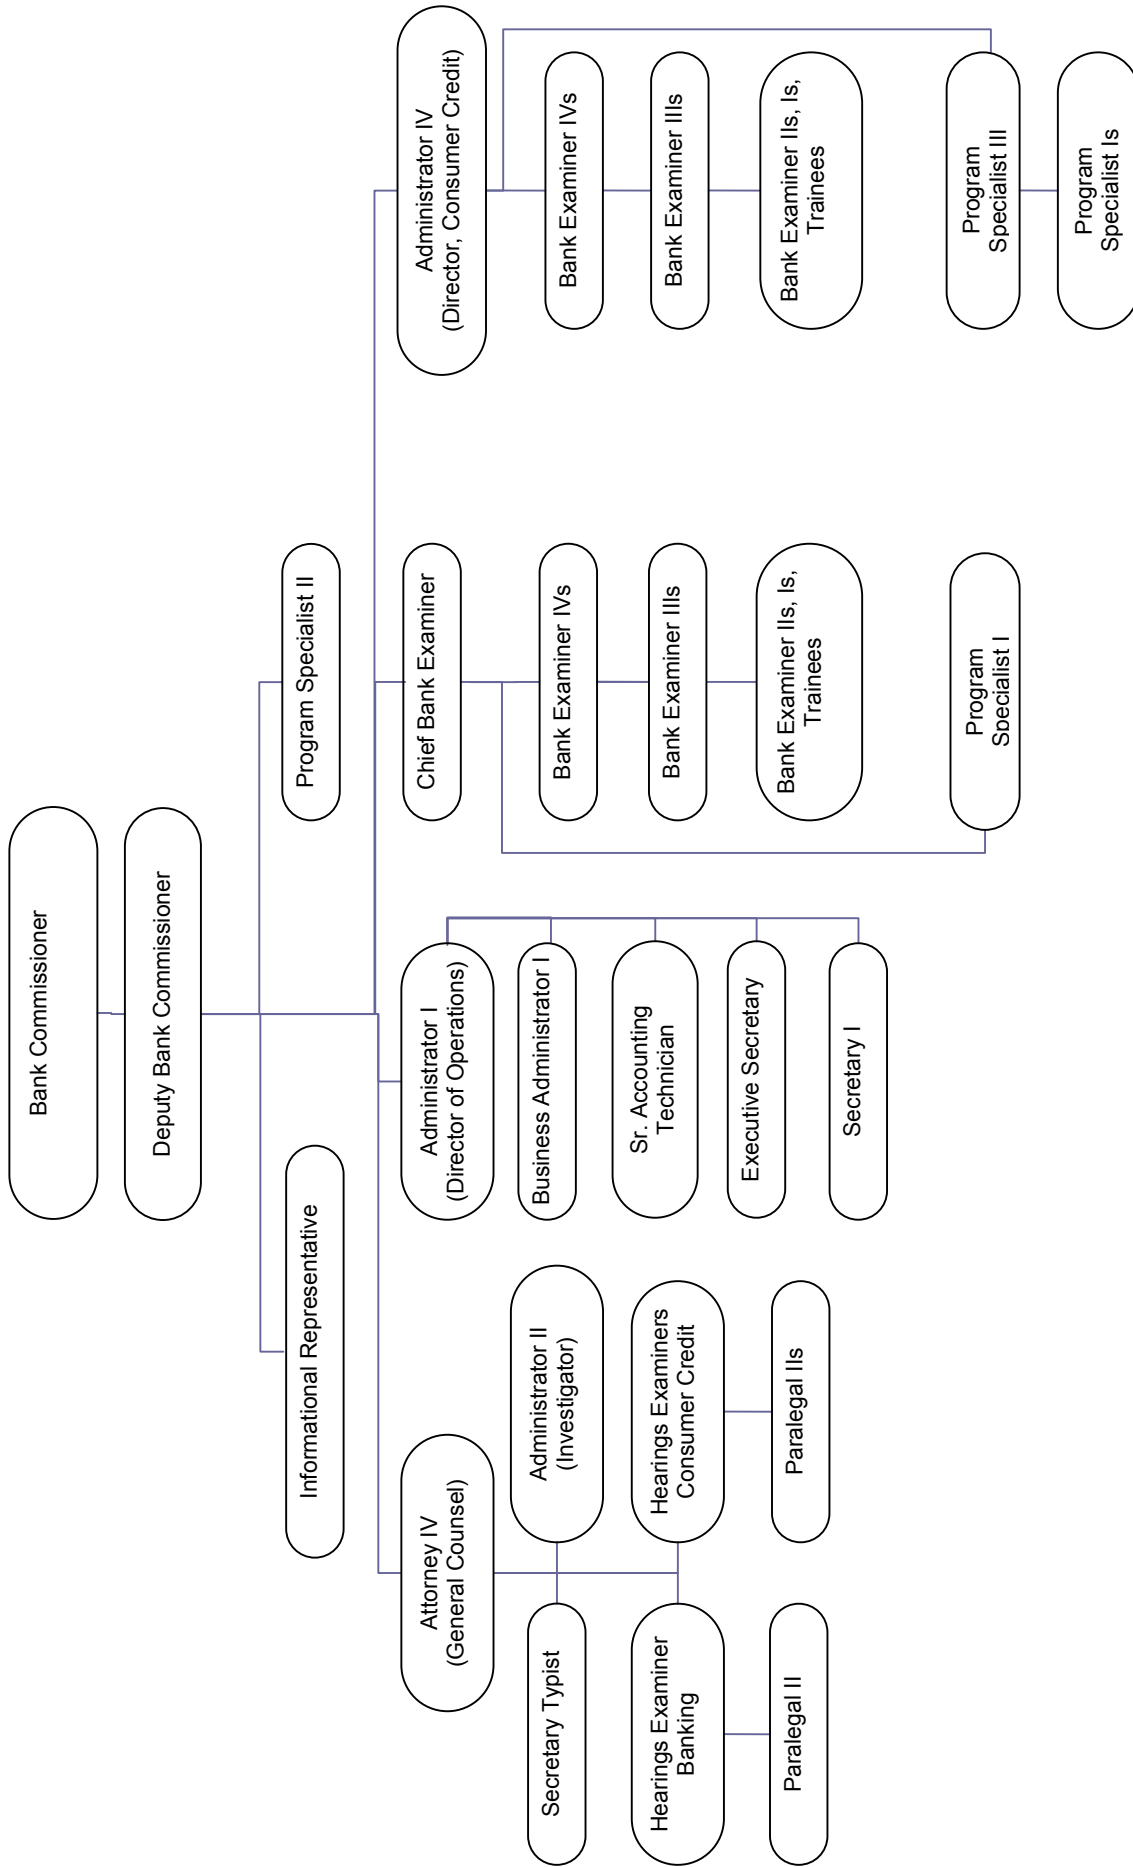 Bank Commissioner
Deputy Bank Commissioner
Informational Representative
Program Specialist II
Attorney IV
(General Counsel)
Administrator I
(Director of Operations)
Chief Bank Examiner
Administrator IV
(Director, Consumer Credit)
Secretary Typist
Administrator II
(Investigator)
Hearings Examiner
Banking
Hearings Examiners
Consumer Credit
Paralegal II
Paralegal IIs
Business Administrator I
Sr. Accounting
Technician
Executive Secretary
Secretary I
Bank Examiner IVs
Bank Examiner IIIs
Bank Examiner IIs, Is,
Trainees
Program
Specialist I
Bank Examiner IVs
Bank Examiner IIIs
Bank Examiner IIs, Is,
Trainees
Program
Specialist III
Program
Specialist Is